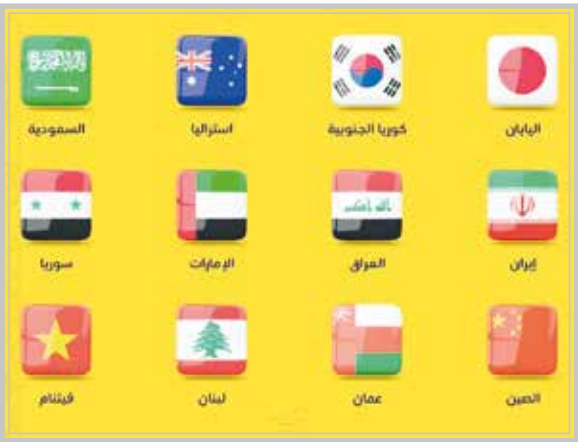 اليابان
كوريا الجنوبية
استراليا
السعودية
إيران
العراق
الإمارات
سوريا
الصين
عمان
لبنان
فيتنام